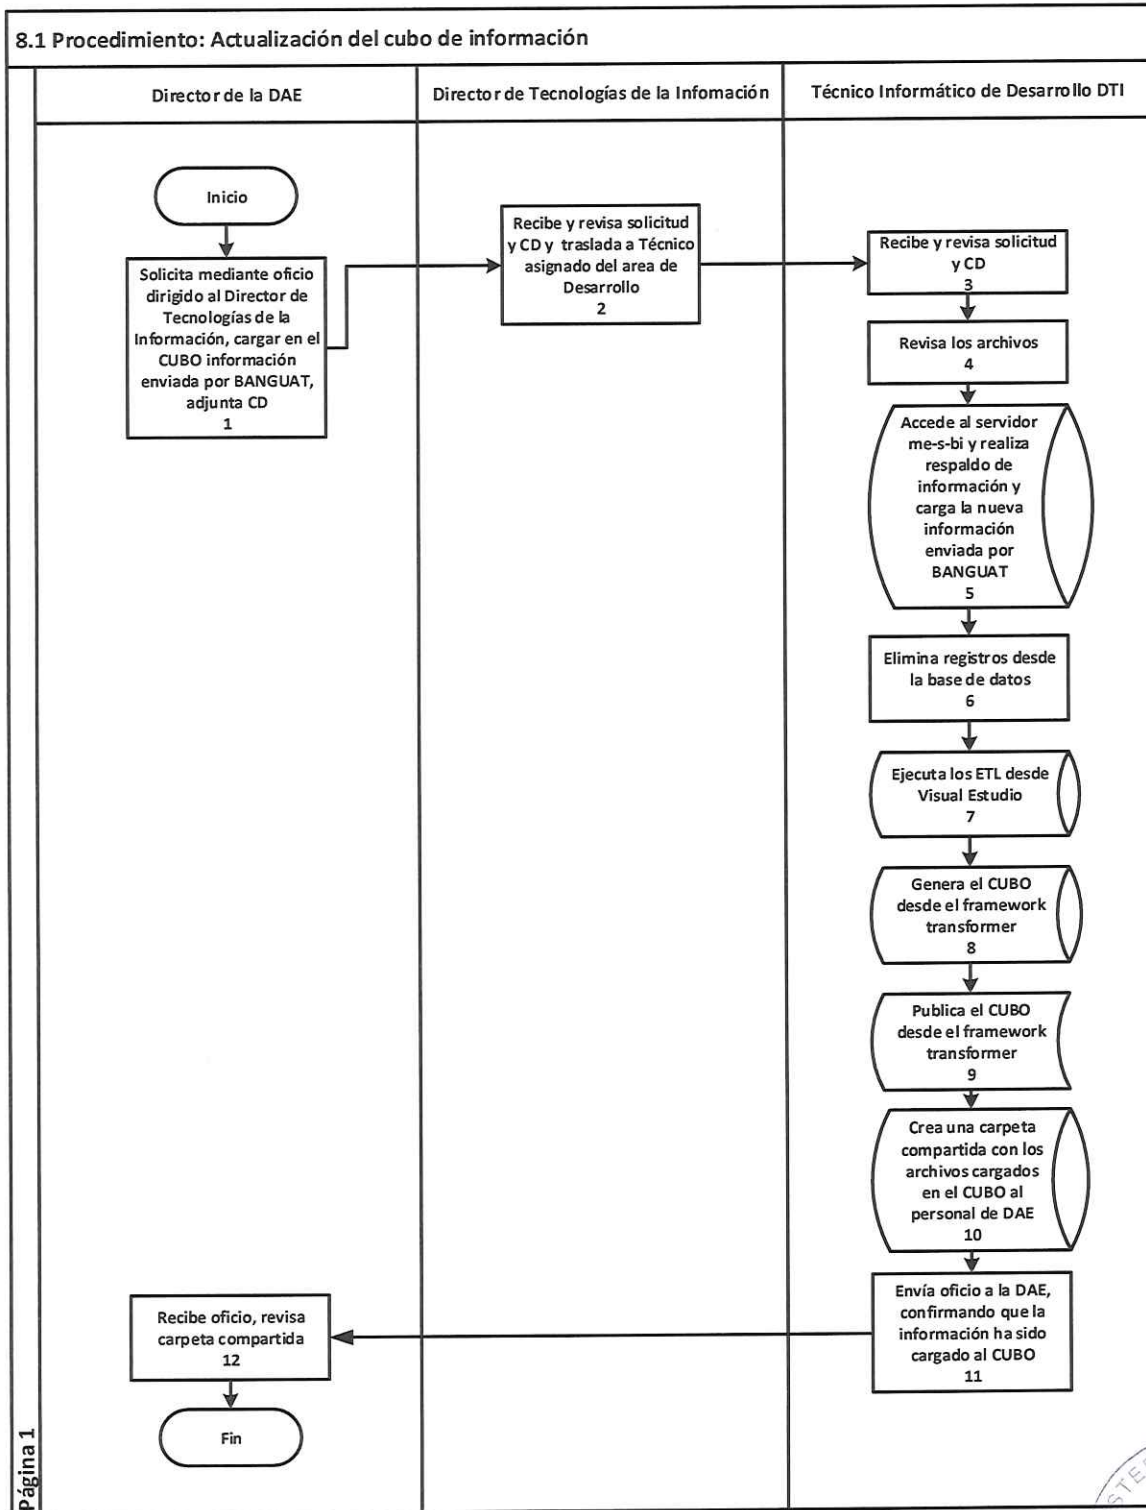 8.1 Procedimiento: Actualización del cubo de información
Director de la DAE
Director de Tecnologías de la Infomación
Técnico Informático de Desarrollo DTI
Inicio
Solicita mediante oficio
dirigido al Director de
Tecnologías de la
Información, cargar en el
CUBO información
enviada por BANGUAT,
adjunta CD
1
Recibe y revisa solicitud
y CD y traslada a Técnico
asignado del area de
Desarrollo
2
Recibe y revisa solicitud
y CD
3
Revisa los archivos
4
Accede al servidor
me-s-bi y realiza
respaldo de
información y
carga la nueva
información
enviada por
BANGUAT
5
Elimina registros desde
la base de datos
6
Ejecuta los ETL desde
Visual Estudio
7
Genera el CUBO
desde el framework
transformer
8
Publica el CUBO
desde el framework
transformer
9
Crea una carpeta
compartida con los
archivos cargados
en el CUBO al
personal de DAE
10
Envía oficio a la DAE,
confirmando que la
información ha sido
cargado al CUBO
11
Recibe oficio, revisa
carpeta compartida
12
Fin
Página 1